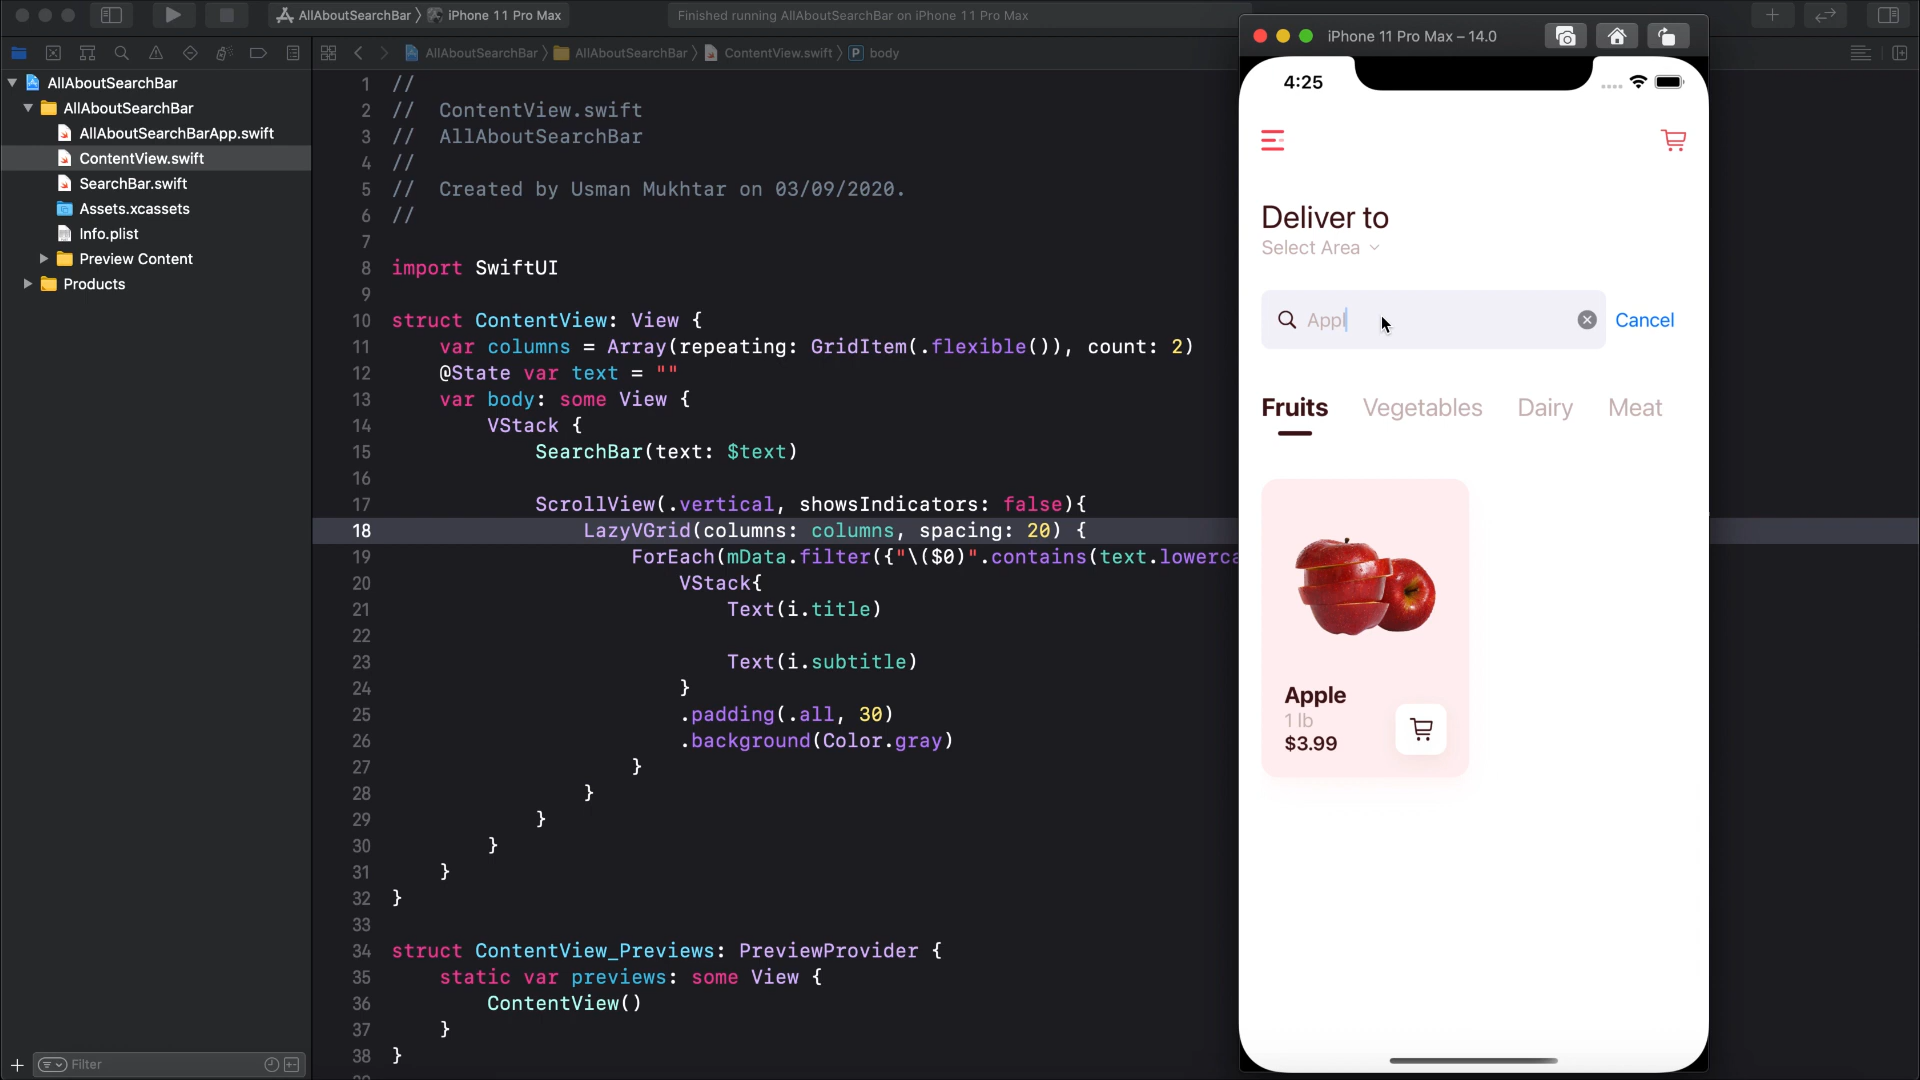 AllAboutSearchBar 〉 iPhone 11 Pro Max
Finished running AllAboutSearchBar on iPhone 11 Pro Max
AllAboutSearchBar 〉 AllAboutSearchBar 〉 ContentView.swift 〉 P body
AllAboutSearchBar
AllAboutSearchBar
AllAboutSearchBarApp.swift
ContentView.swift
SearchBar.swift
Assets.xcassets
Info.plist
Preview Content
Products
Filter
1 //
2 //  ContentView.swift
3 //  AllAboutSearchBar
4 //
5 //  Created by Usman Mukhtar on 03/09/2020.
6 //
7
8 import SwiftUI
9
10 struct ContentView: View {
11     var columns = Array(repeating: GridItem(.flexible()), count: 2)
12     @State var text = ""
13     var body: some View {
14         VStack {
15             SearchBar(text: $text)
16
17             ScrollView(.vertical, showsIndicators: false){
18                 LazyVGrid(columns: columns, spacing: 20) {
19                     ForEach(mData.filter({"\($0)".contains(text.lowerca
20                         VStack{
21                             Text(i.title)
22
23                             Text(i.subtitle)
24                         }
25                         .padding(.all, 30)
26                         .background(Color.gray)
27                     }
28                 }
29             }
30         }
31     }
32 }
33
34 struct ContentView_Previews: PreviewProvider {
35     static var previews: some View {
36         ContentView()
37     }
38 }
iPhone 11 Pro Max – 14.0
4:25
Deliver to
Select Area
Appl
Cancel
Fruits Vegetables Dairy Meat
Apple
1 lb
$3.99